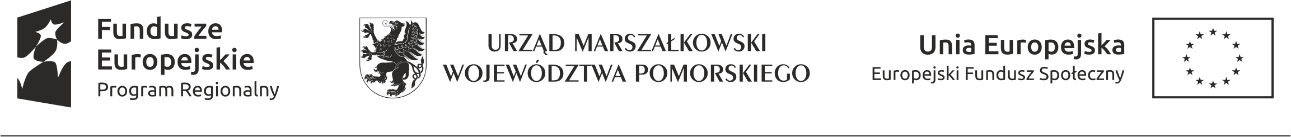 Fundusze
Europejskie
Program Regionalny
URZĄD MARSZAŁKOWSKI
WOJEWÓDZTWA POMORSKIEGO
Unia Europejska
Europejski Fundusz Społeczny